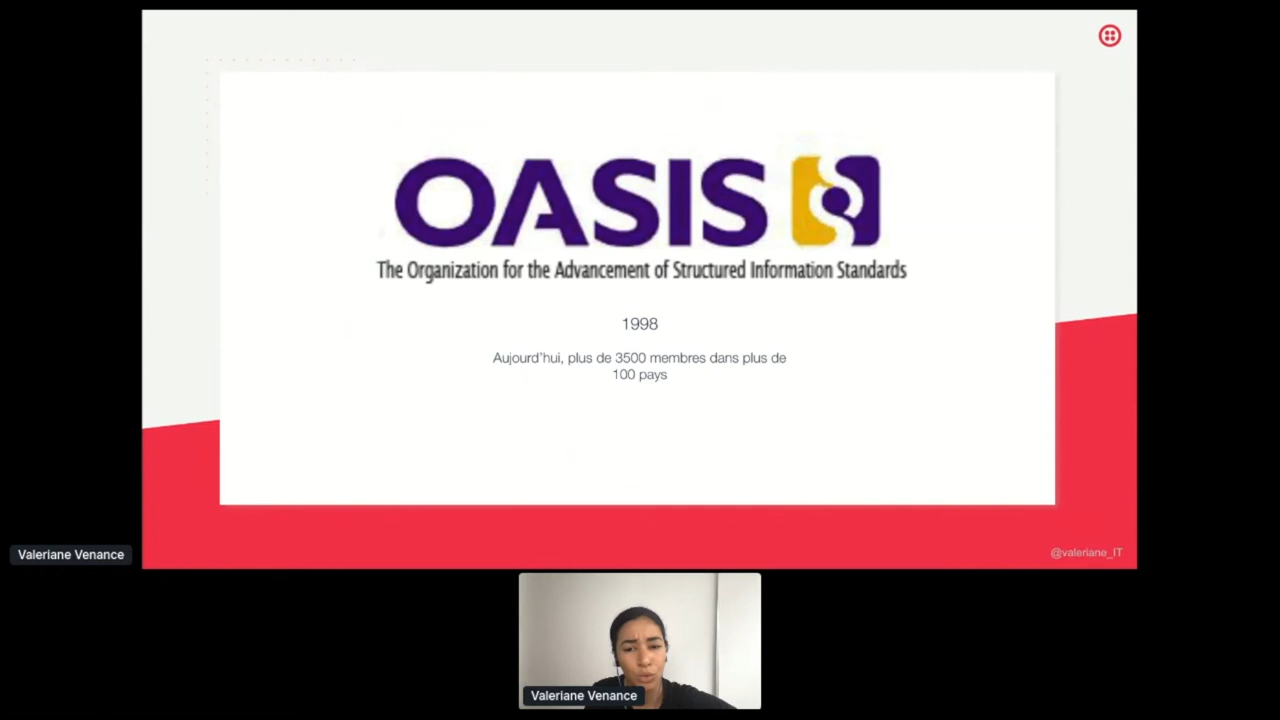 OASIS
The Organization for the Advancement of Structured Information Standards
1998
Aujourd'hui, plus de 3500 membres dans plus de
100 pays
@valeriane_IT
Valeriane Venance
Valeriane Venance